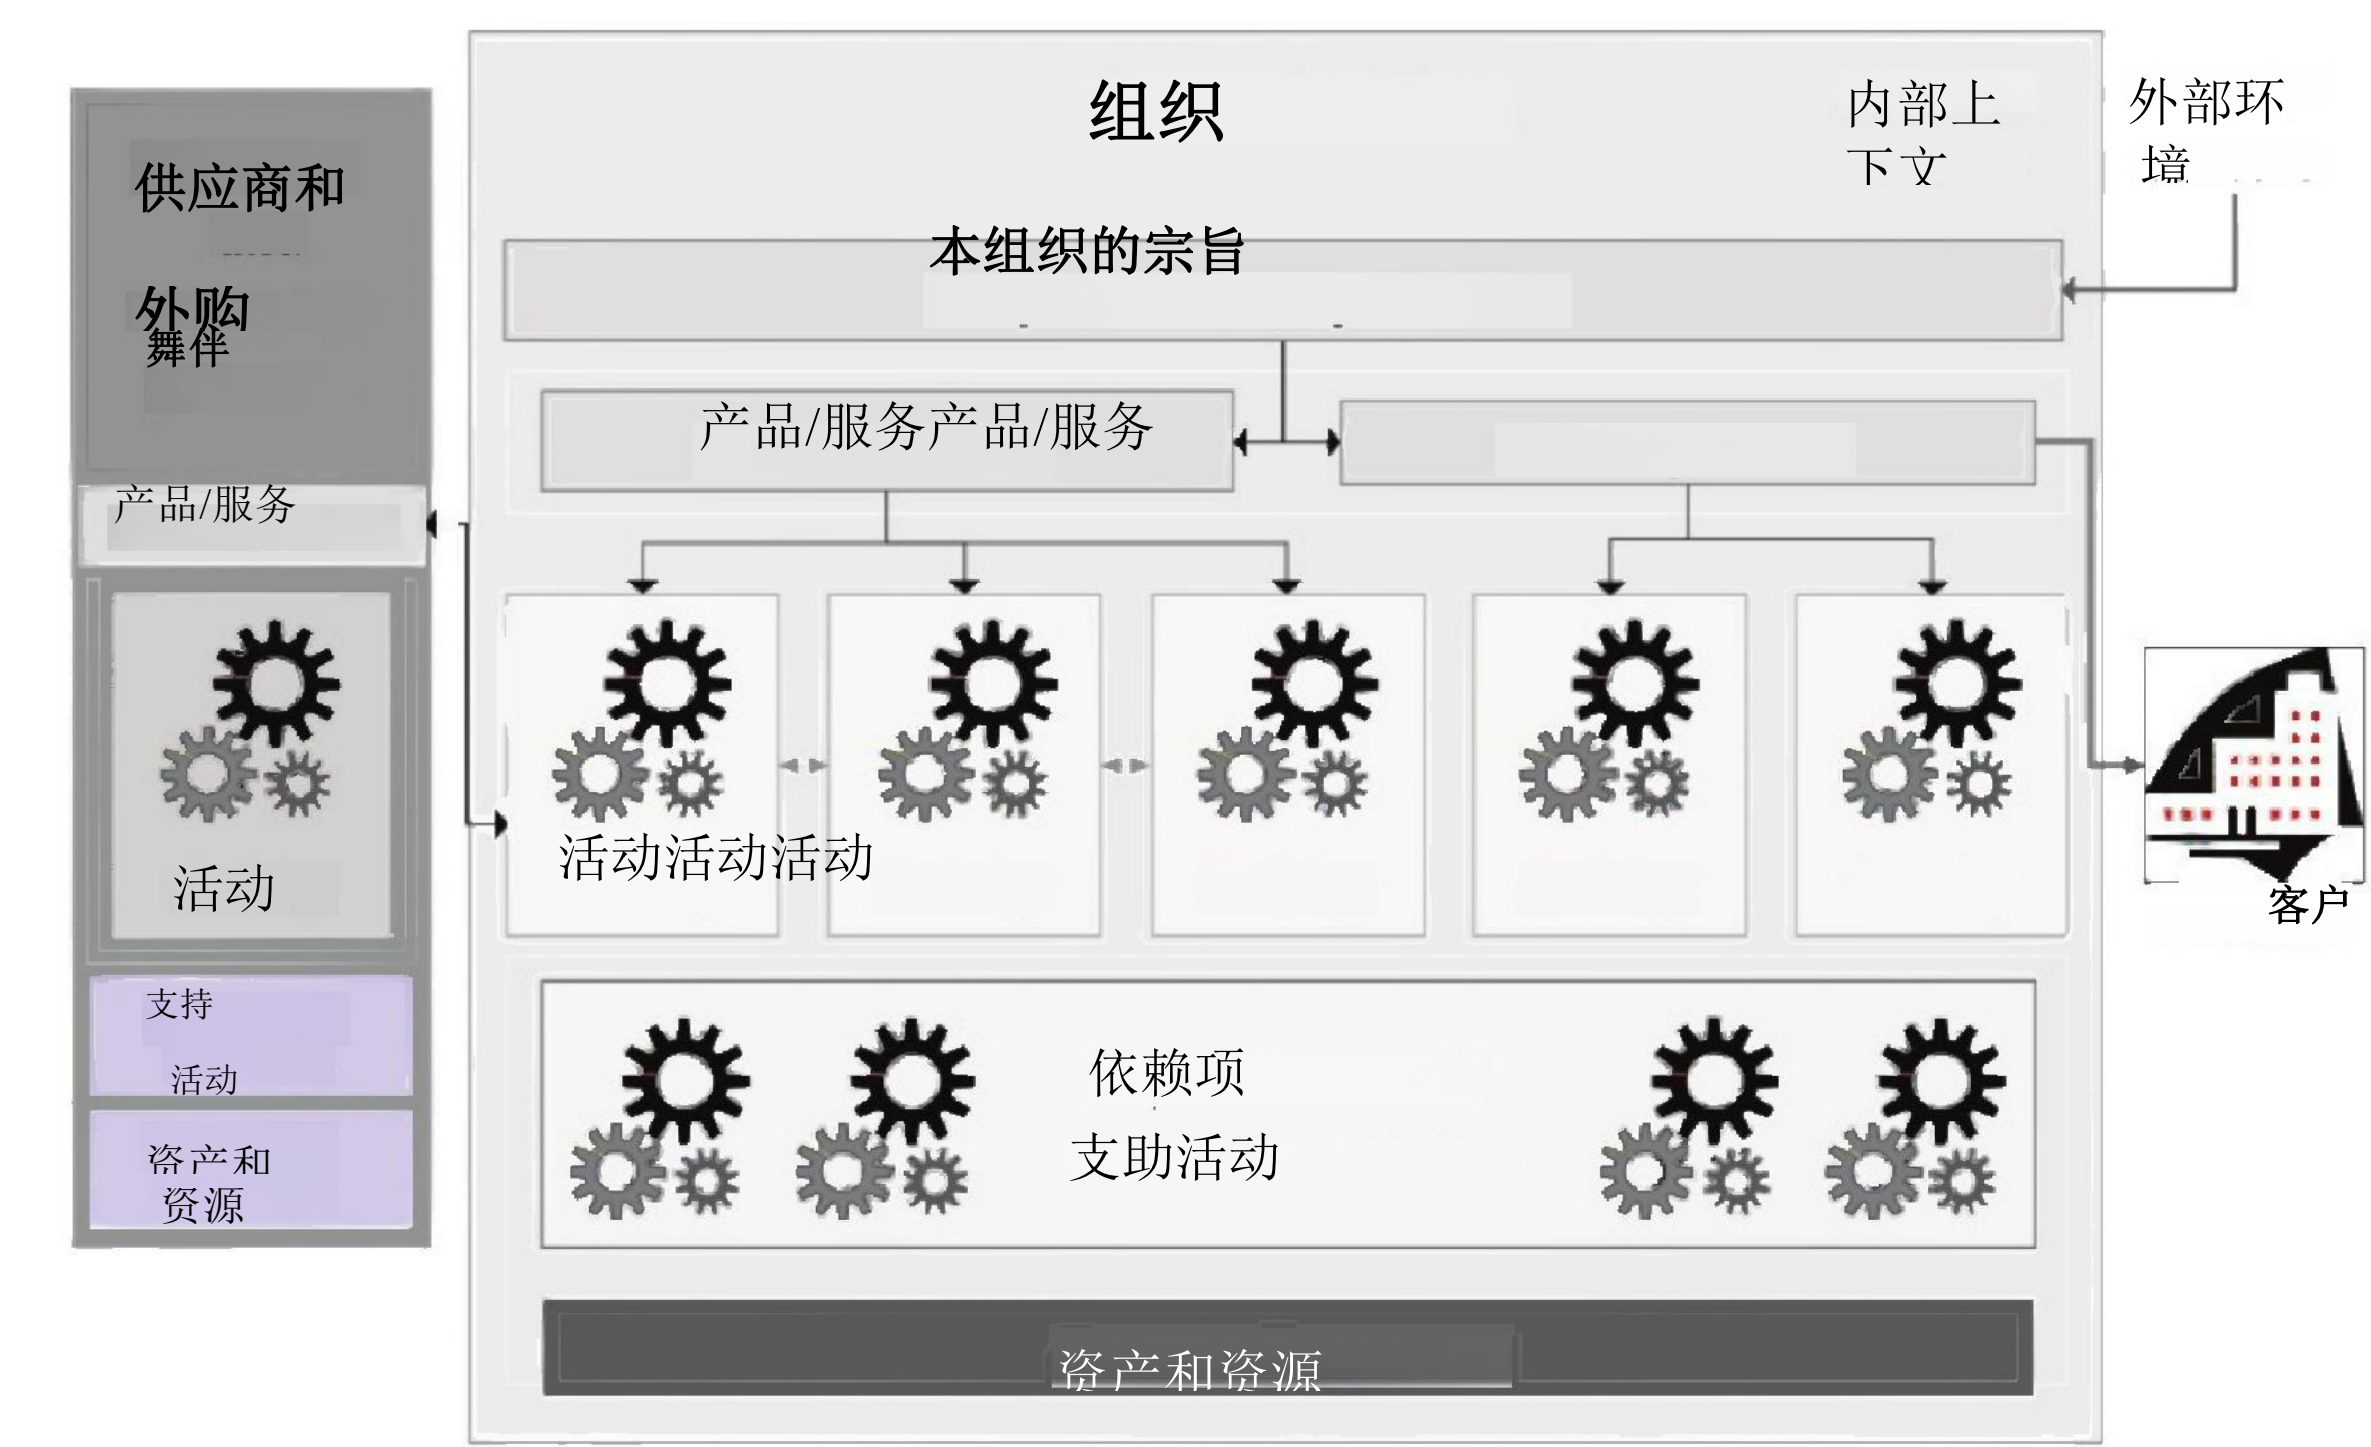 组织
内部上
下文
外部环
境
供应商和
外购
舞伴
本组织的宗旨
产品/服务产品/服务
产品/服务
活动活动活动
活动
客户
支持
活动
依赖项
支助活动
资产和
资源
资产和资源